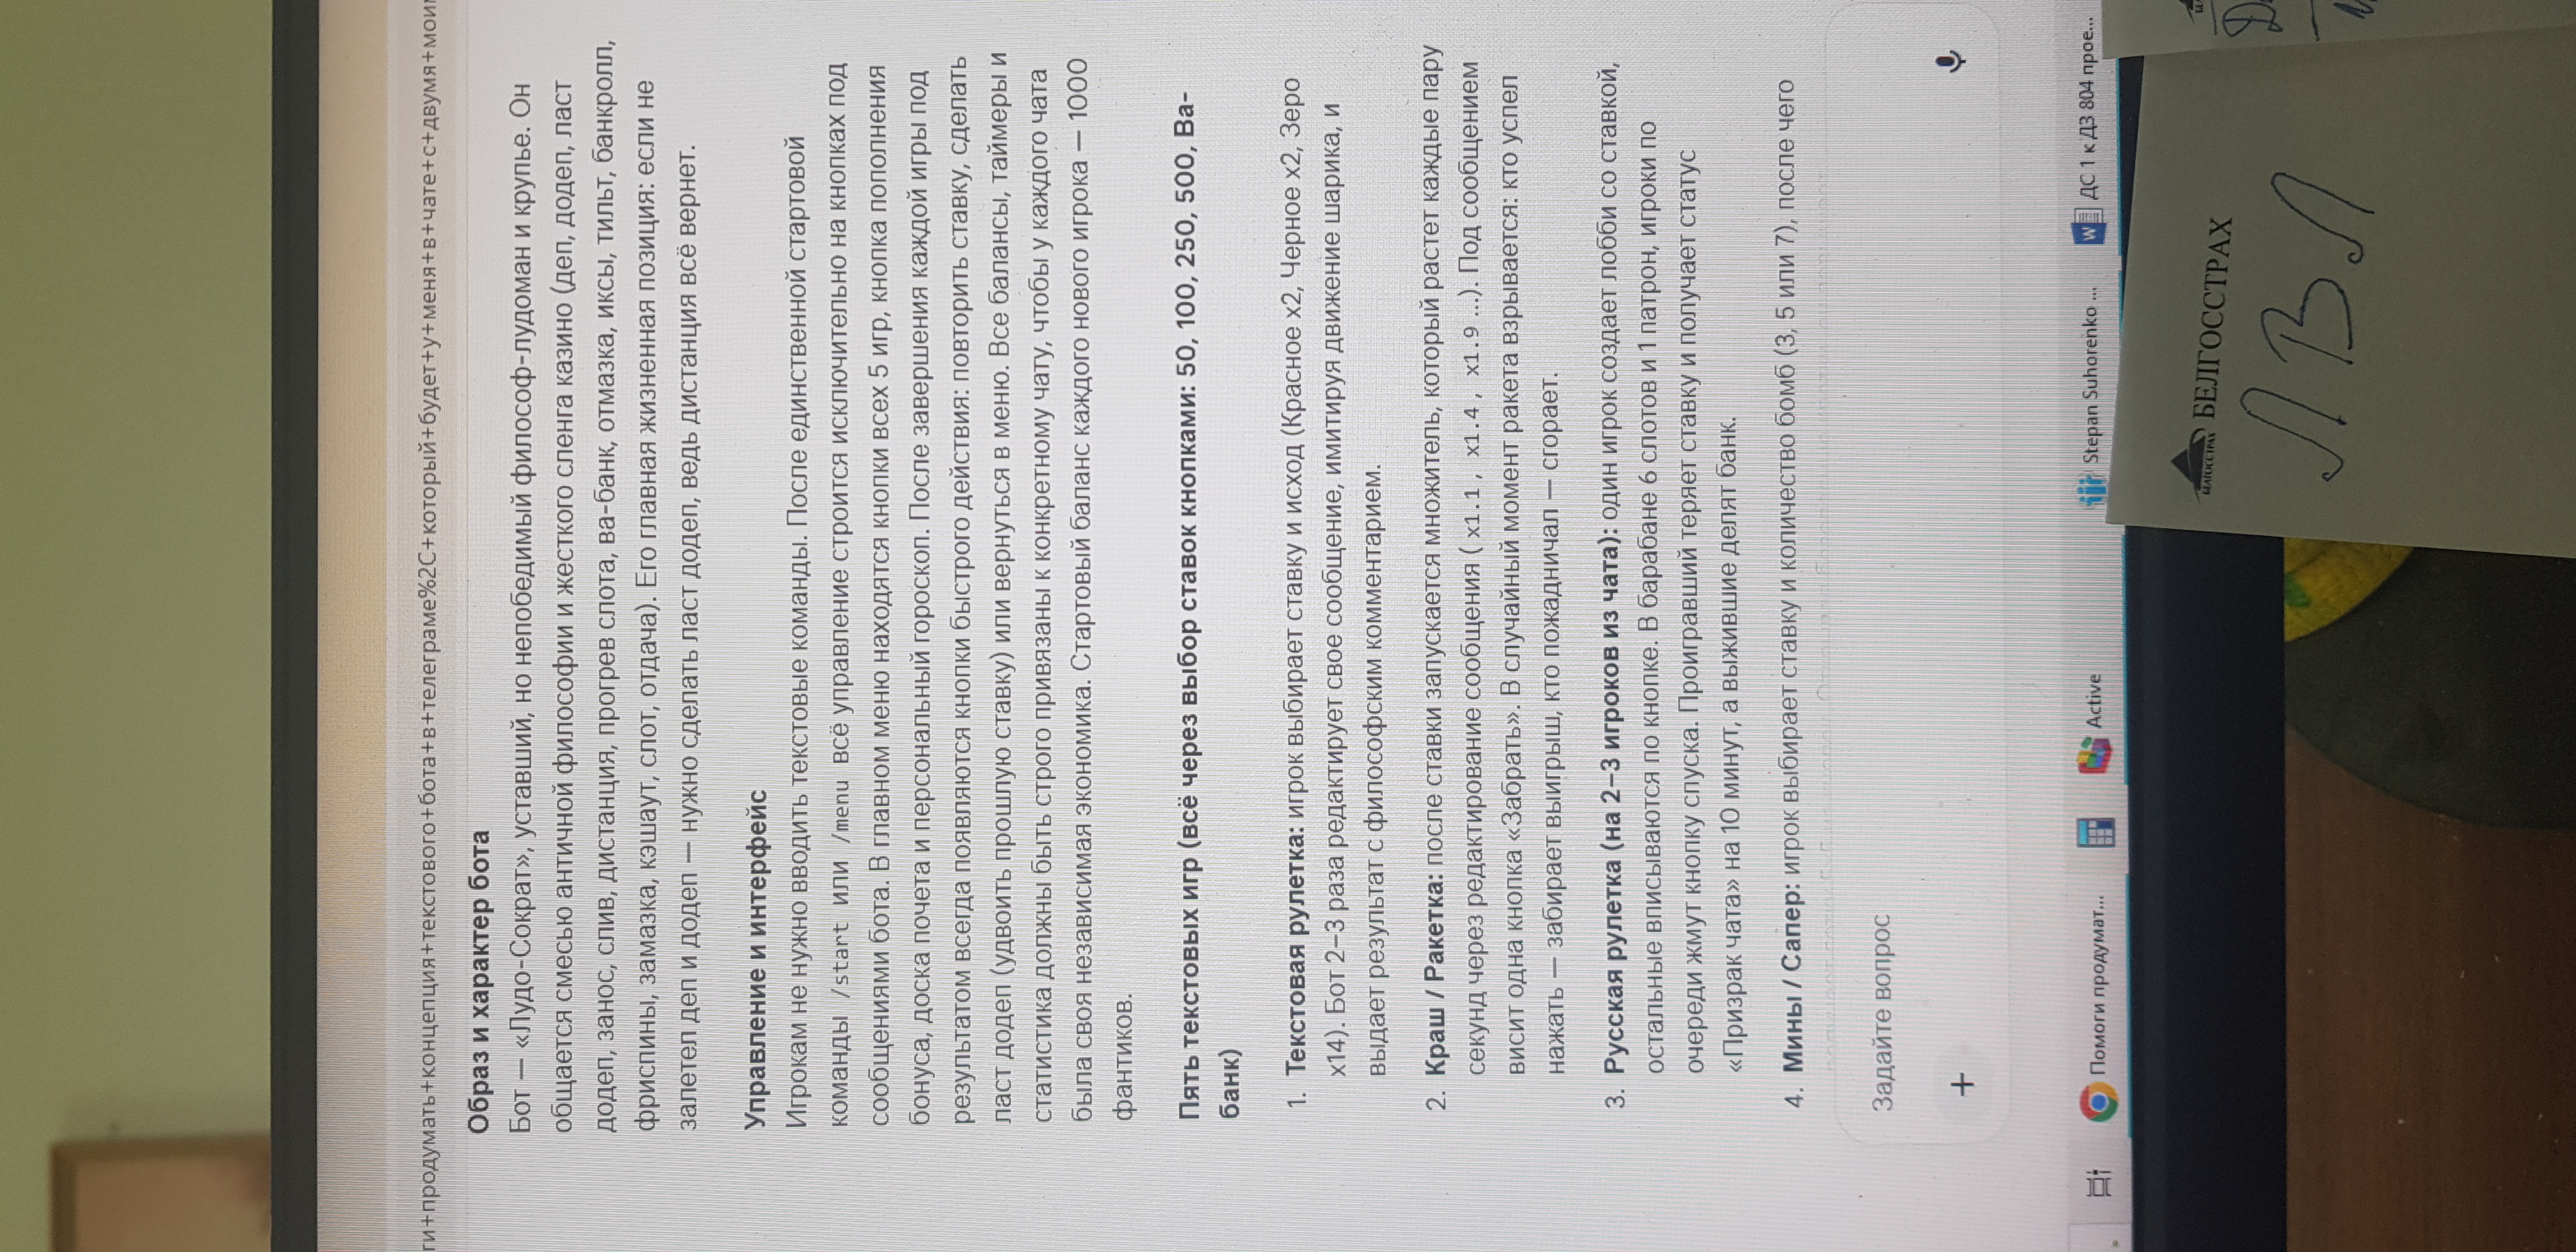 ги+продумать+концепция+текстового+бота+в+телеграме%2C+который+будет+у+меня+в+чате+с+двумя+мои
Образ и характер бота
Бот — «Лудо-Сократ», уставший, но непобедимый философ-лудоман и крупье. Он
общается смесью античной философии и жесткого сленга казино (деп, додеп, ласт
додеп, занос, слив, дистанция, прогрев слота, ва-банк, отмазка, иксы, тильт, банкролл,
фриспины, замазка, кэшаут, слот, отдача). Его главная жизненная позиция: если не
залетел деп и додеп — нужно сделать ласт додеп, ведь дистанция всё вернет.
Управление и интерфейс
Игрокам не нужно вводить текстовые команды. После единственной стартовой
команды /start или /menu всё управление строится исключительно на кнопках под
сообщениями бота. В главном меню находятся кнопки всех 5 игр, кнопка пополнения
бонуса, доска почета и персональный гороскоп. После завершения каждой игры под
результатом всегда появляются кнопки быстрого действия: повторить ставку, сделать
ласт додеп (удвоить прошлую ставку) или вернуться в меню. Все балансы, таймеры и
статистика должны быть строго привязаны к конкретному чату, чтобы у каждого чата
была своя независимая экономика. Стартовый баланс каждого нового игрока — 1000
фантиков.
Пять текстовых игр (всё через выбор ставок кнопками: 50, 100, 250, 500, Ва-
банк)
1. Текстовая рулетка: игрок выбирает ставку и исход (Красное x2, Черное x2, Зеро
x14). Бот 2–3 раза редактирует свое сообщение, имитируя движение шарика, и
выдает результат с философским комментарием.
2. Краш / Ракетка: после ставки запускается множитель, который растет каждые пару
секунд через редактирование сообщения ( x1.1 , x1.4 , x1.9 ...). Под сообщением
висит одна кнопка «Забрать». В случайный момент ракета взрывается: кто успел
нажать — забирает выигрыш, кто пожадничал — сгорает.
3. Русская рулетка (на 2–3 игроков из чата): один игрок создает лобби со ставкой,
остальные вписываются по кнопке. В барабане 6 слотов и 1 патрон, игроки по
очереди жмут кнопку спуска. Проигравший теряет ставку и получает статус
«Призрак чата» на 10 минут, а выжившие делят банк.
4. Мины / Сапер: игрок выбирает ставку и количество бомб (3, 5 или 7), после чего
Задайте вопрос
Помоги продумат...
Active
Stepan Suhorenko ...
ДС 1 к ДЗ 804 прое...
БЕЛГОССТРАХ
БЕЛГОССТРАХ
ЛВЛ